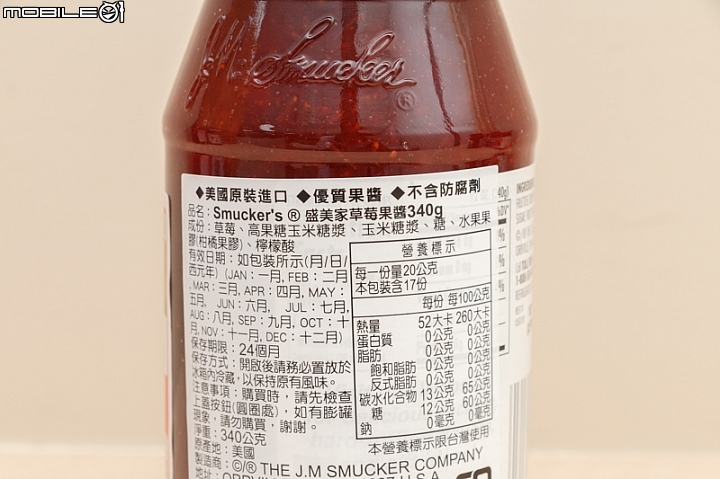 MOBILE01
J.M. Smucker ®
◆美國原裝進口 ◆優質果醬 ◆不含防腐劑
品名：Smucker's ® 盛美家草莓果醬340g
成份：草莓、高果糖玉米糖漿、玉米糖漿、糖、水果果
膠(柑橘果膠)、檸檬酸
有效日期：如包裝所示(月/日/
西元年) (JAN：一月, FEB：二月
, MAR：三月, APR：四月, MAY：
五月, JUN：六月, JUL：七月,
AUG：八月, SEP：九月, OCT：十
月, NOV：十一月, DEC：十二月)
保存期限：24個月
保存方式：開啟後請務必置放於
冰箱內冷藏，以保持原有風味。
注意事項：購買時，請先檢查
上蓋按鈕(圓圈處)，如有膨罐
現象，請勿購買，謝謝。
淨重：340公克
原產地：美國
製造商：©/® THE J.M SMUCKER COMPANY
營養標示
每一份量20公克
本包裝含17份
每份 每100公克
熱量 52大卡 260大卡
蛋白質 0公克 0公克
脂肪 0公克 0公克
飽和脂肪 0公克 0公克
反式脂肪 0公克 0公克
碳水化合物 13公克 65公克
糖 12公克 60公克
鈉 0毫克 0毫克
本營養標示限台灣使用